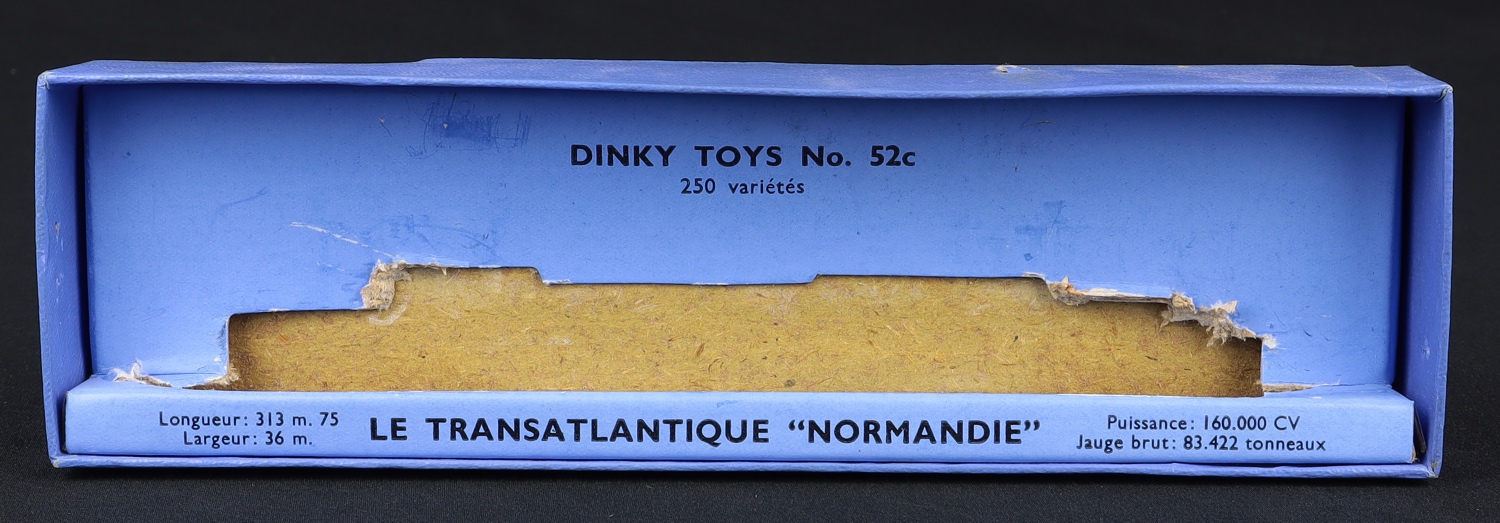 DINKY TOYS No. 52c
250 variétés
Longueur: 313 m. 75
Largeur: 36 m.
LE TRANSATLANTIQUE “NORMANDIE”
Puissance: 160.000 CV
Jauge brut: 83.422 tonneaux